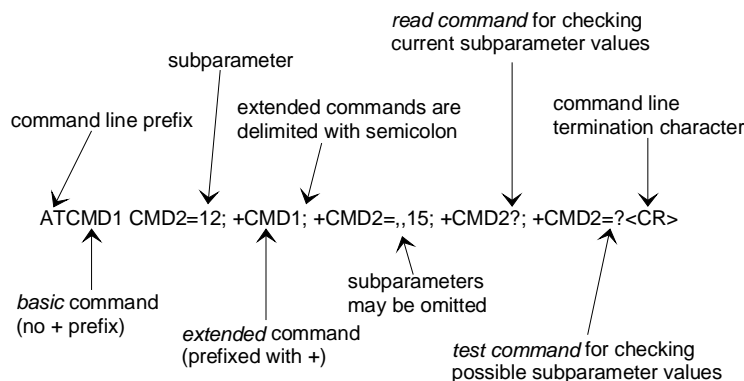 read command for checking
current subparameter values
subparameter
extended commands are
delimited with semicolon
command line
termination character
command line prefix
ATCMD1 CMD2=12; +CMD1; +CMD2=,,15; +CMD2?; +CMD2=?<CR>
subparameters
may be omitted
basic command
(no + prefix)
extended command
(prefixed with +)
test command for checking
possible subparameter values